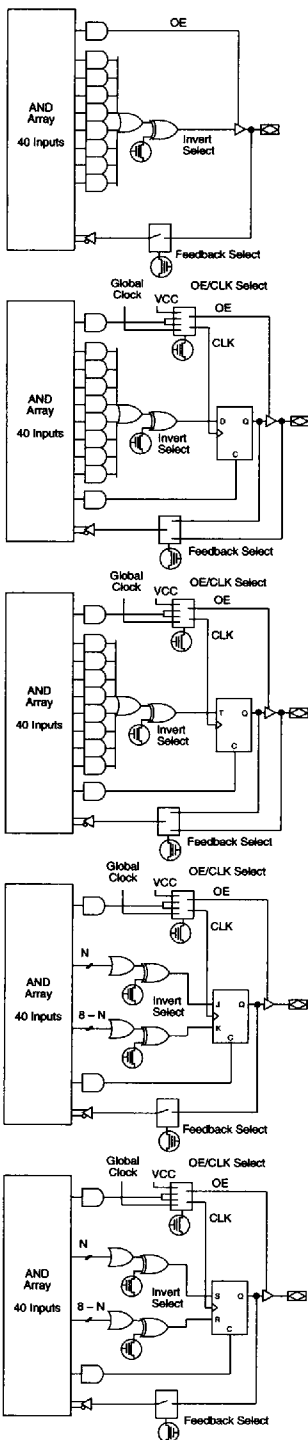 OE
AND
Array
40 Inputs
Invert
Select
Feedback Select
OE/CLK Select
Global
Clock
VCC
OE
CLK
AND
Array
40 Inputs
D Q
C
Invert
Select
Feedback Select
OE/CLK Select
Global
Clock
VCC
OE
CLK
AND
Array
40 Inputs
T Q
C
Invert
Select
Feedback Select
OE/CLK Select
Global
Clock
VCC
OE
CLK
AND
Array
40 Inputs
N
J Q
Invert
Select
8 – N
K
C
Feedback Select
OE/CLK Select
Global
Clock
VCC
OE
CLK
AND
Array
40 Inputs
N
S Q
Invert
Select
8 – N
R
C
Feedback Select